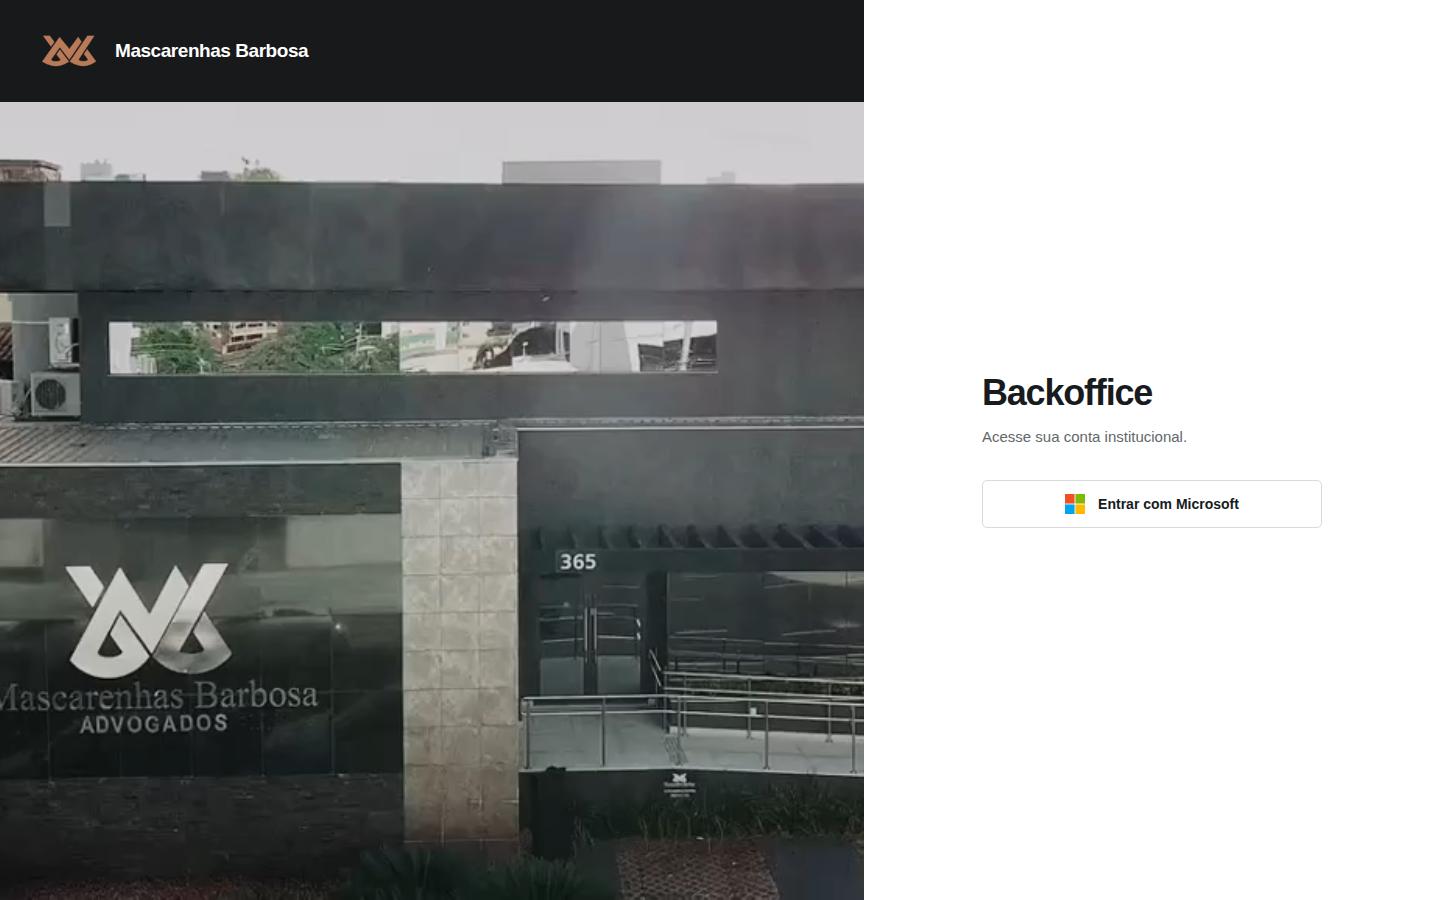 Mascarenhas Barbosa
365
Mascarenhas Barbosa
ADVOGADOS
Backoffice
Acesse sua conta institucional.
Entrar com Microsoft